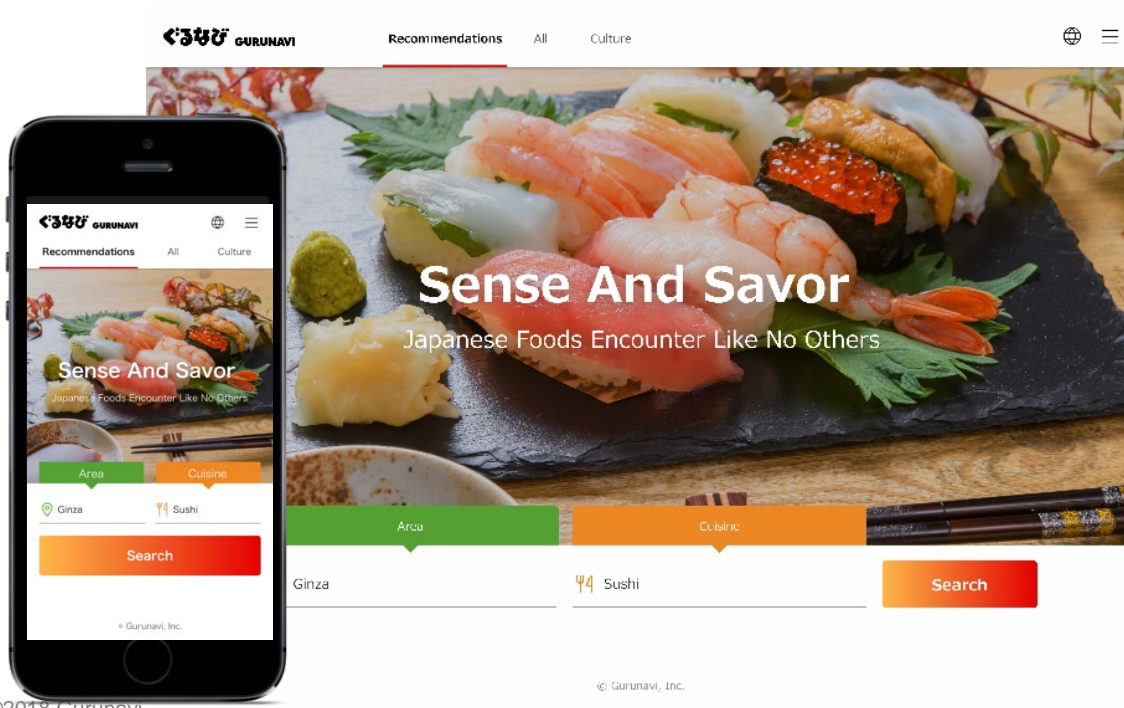 ぐるなび GURUNAVI
Recommendations All Culture
Sense And Savor
Japanese Foods Encounter Like No Others
Area Cuisine
Ginza Sushi Search
© Gurunavi, Inc.
ぐるなび GURUNAVI
Recommendations All Culture
Sense And Savor
Japanese Foods Encounter Like No Others
Area Cuisine
Ginza Sushi
Search
© Gurunavi, Inc.
©2018 Gurunavi